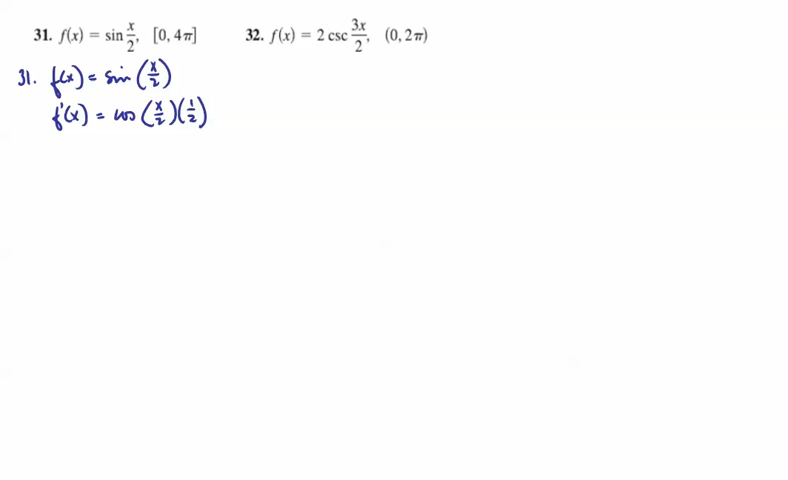 31. f(x) = sin x/2, [0, 4π] 32. f(x) = 2 csc 3x/2, (0, 2π)
31. f(x) = sin (x/2)
f'(x) = cos (x/2)(1/2)